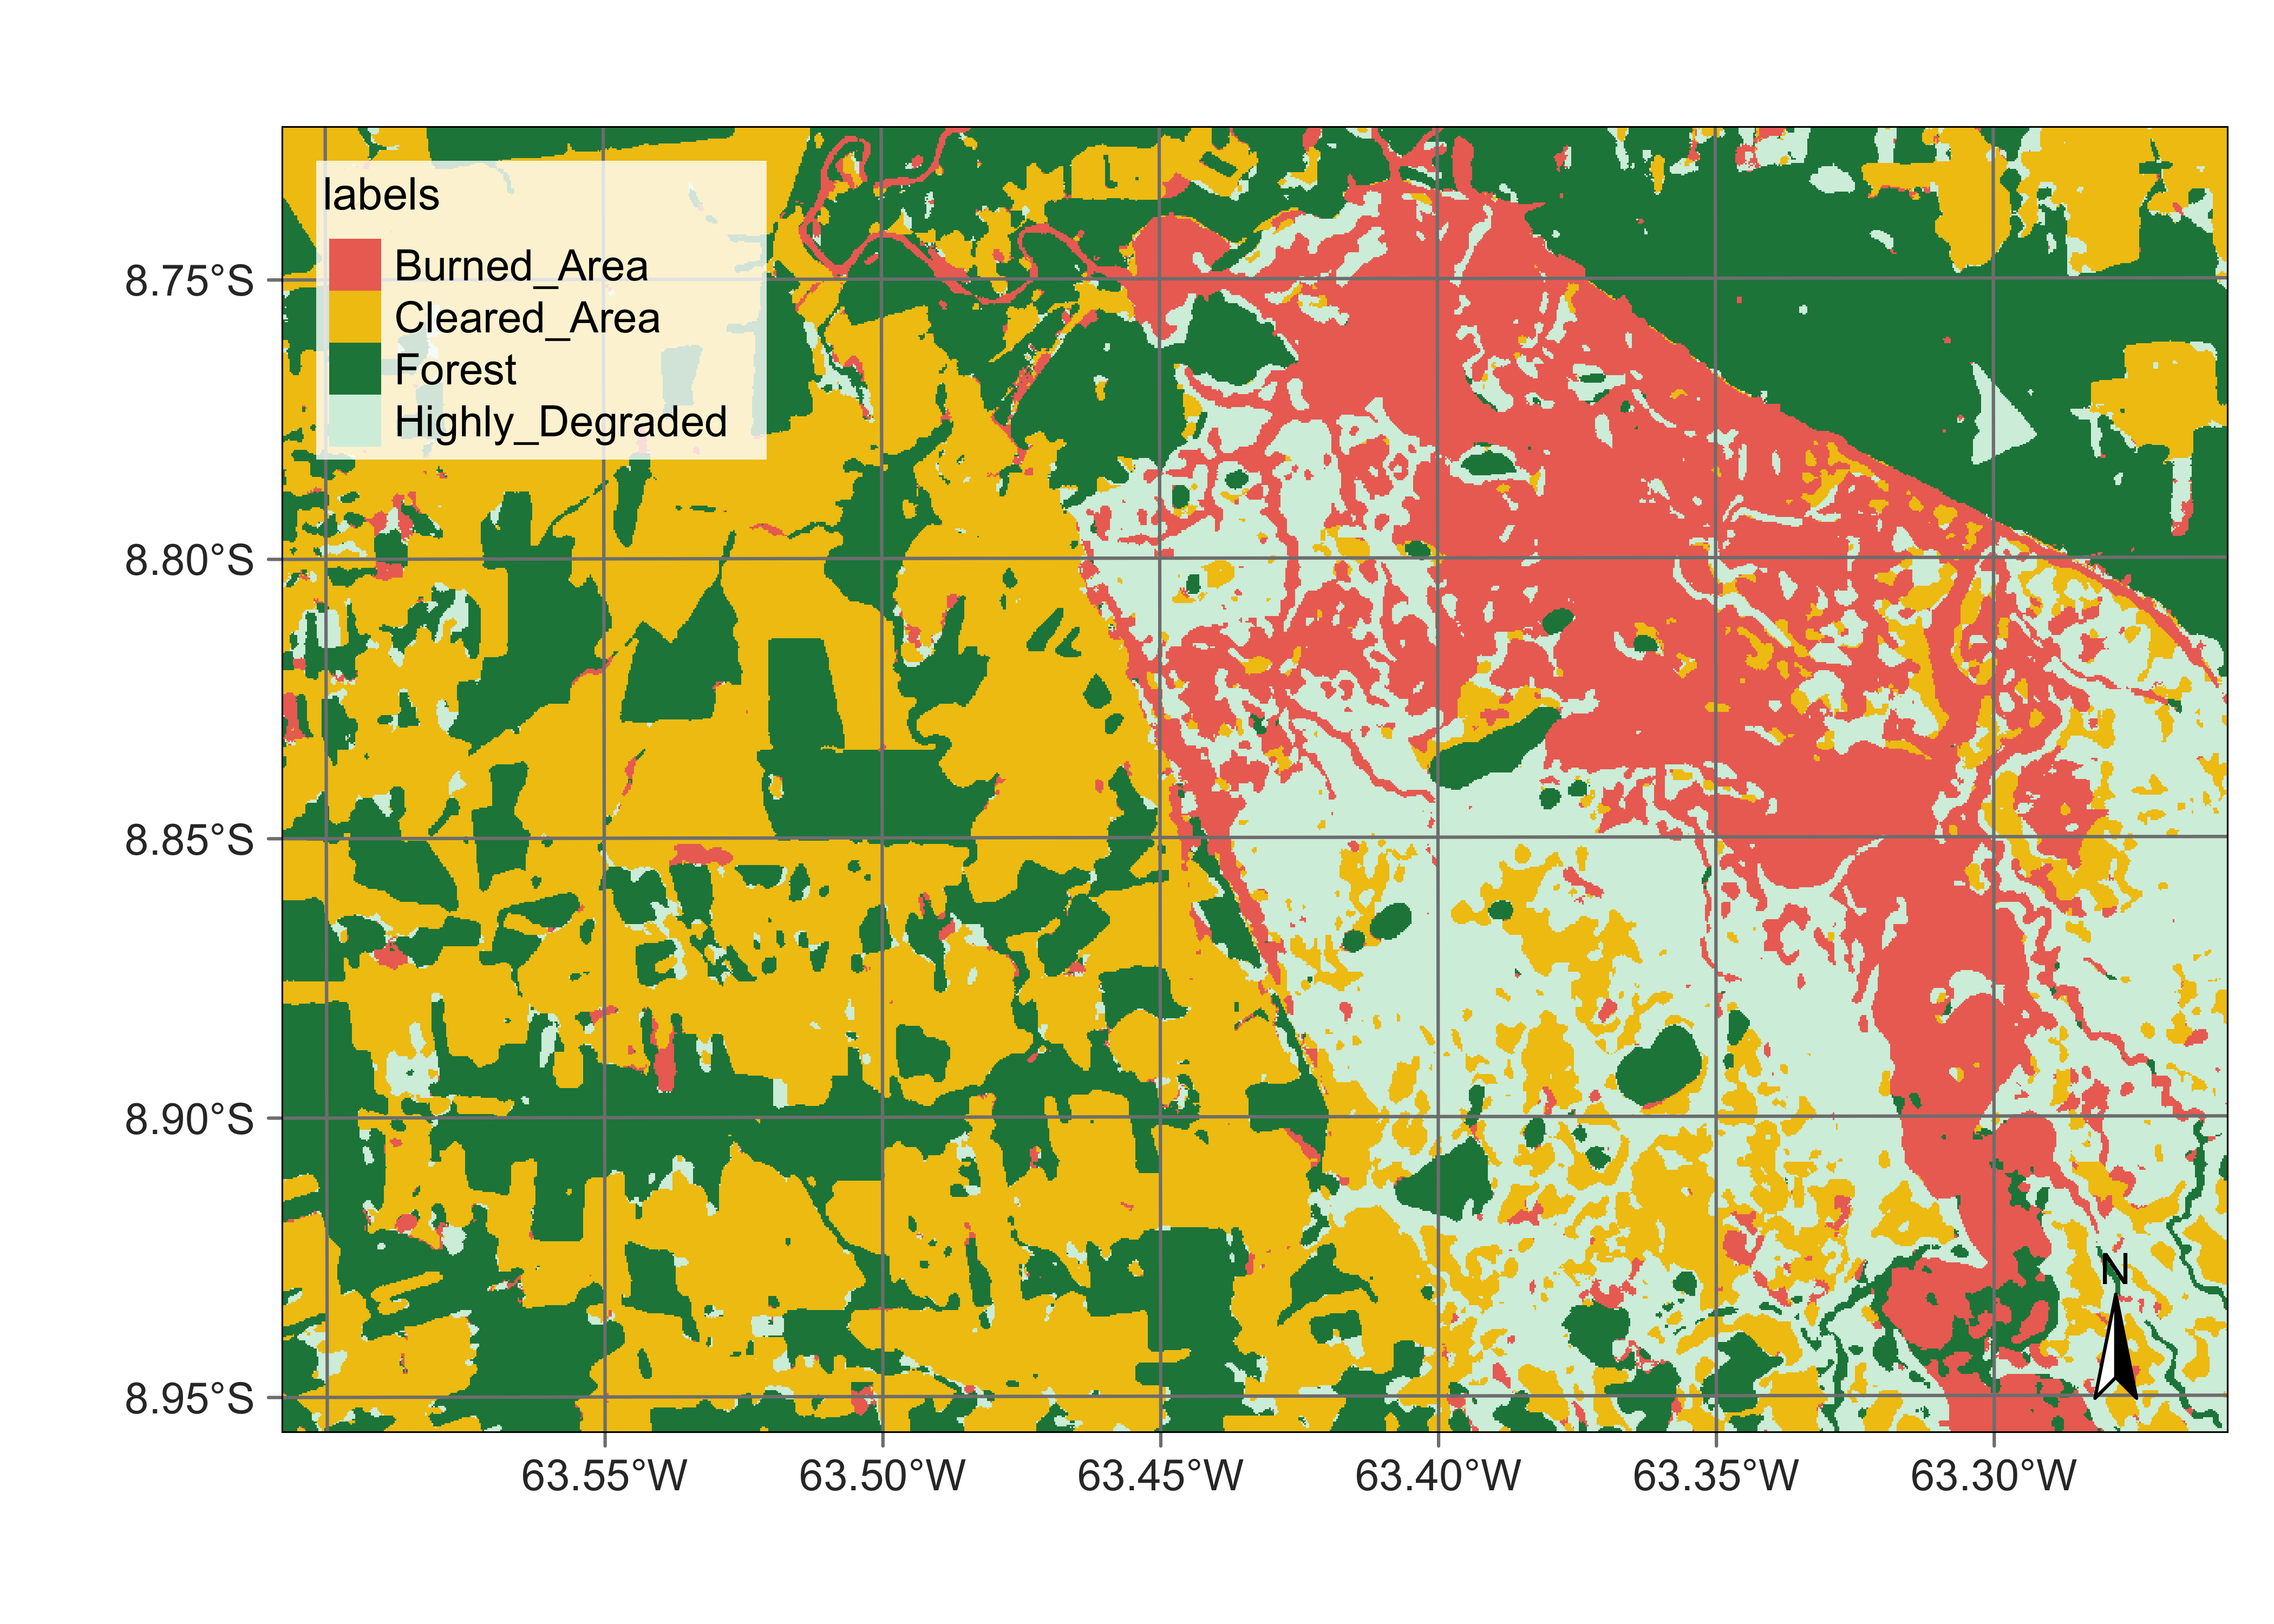 labels
Burned_Area
Cleared_Area
Forest
Highly_Degraded
8.75°S
8.80°S
8.85°S
8.90°S
8.95°S
N
63.55°W
63.50°W
63.45°W
63.40°W
63.35°W
63.30°W